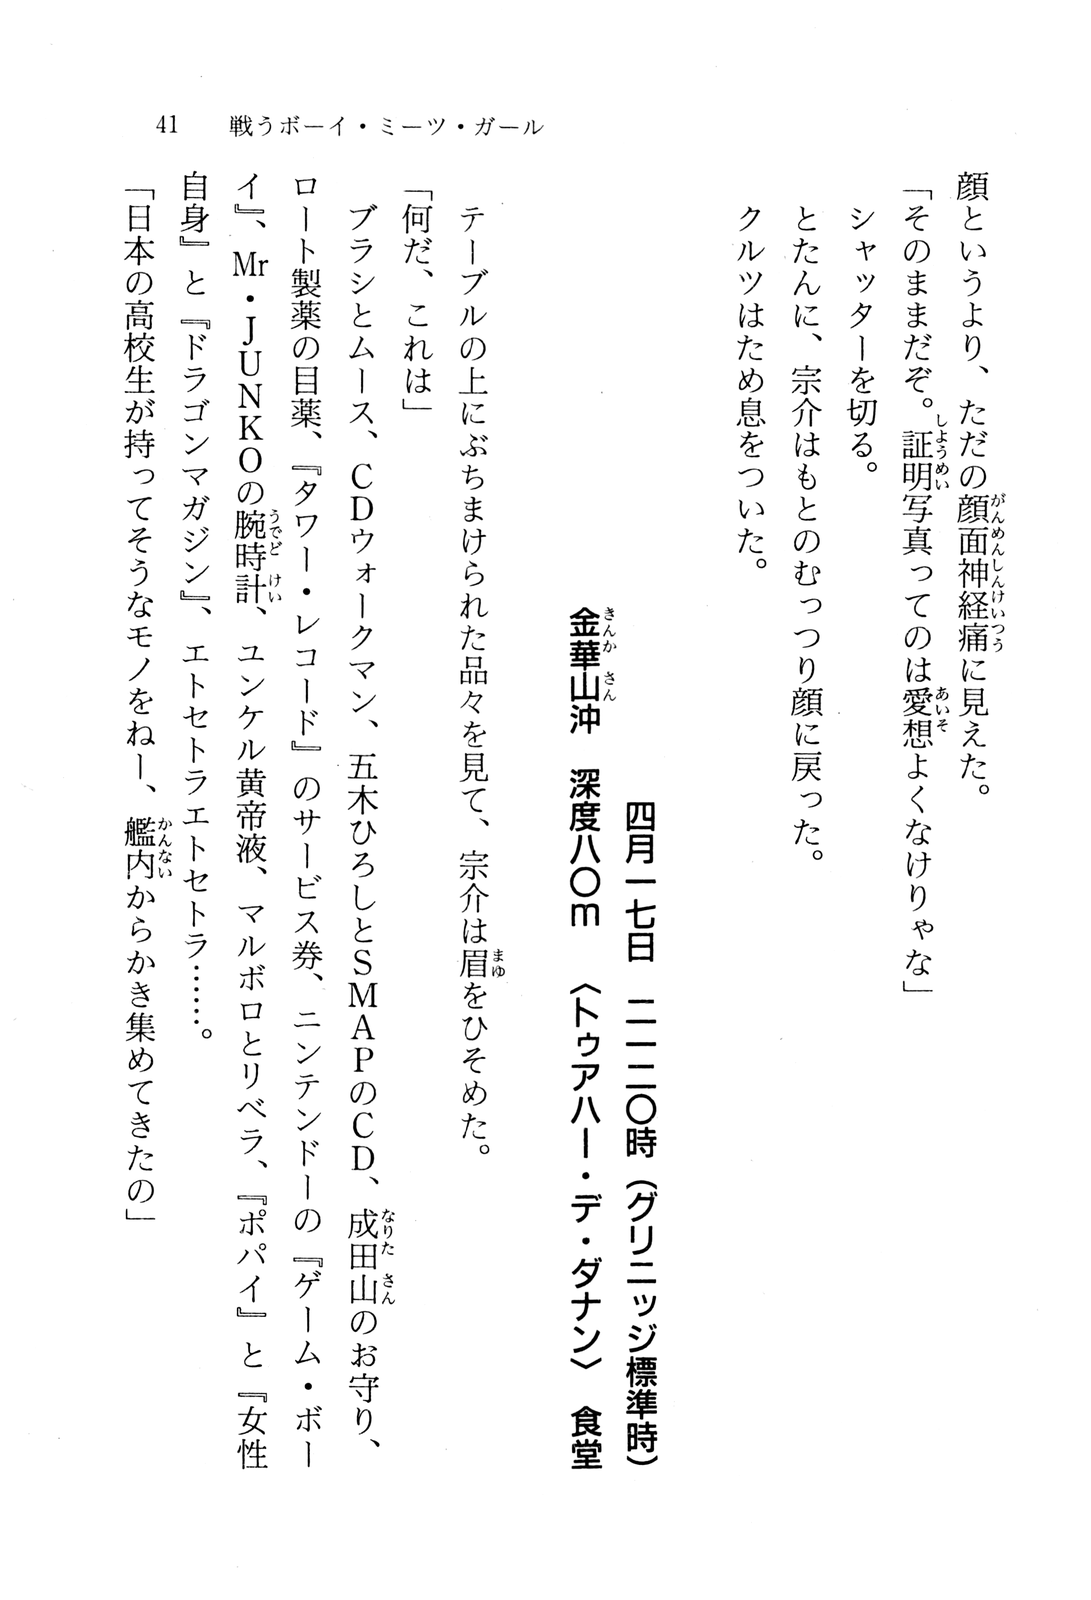 41　戦うボーイ・ミーツ・ガール
顔というより、ただの顔面神経痛に見えた。
「そのままだぞ。証明写真ってのは愛想よくなけりゃな」
シャッターを切る。
とたんに、宗介はもとのむっつり顔に戻った。
クルツはため息をついた。
四月一七日　二一二〇時（グリニッジ標準時）
金華山沖　深度八〇m　〈トゥアハー・デ・ダナン〉　食堂
テーブルの上にぶちまけられた品々を見て、宗介は眉をひそめた。
「何だ、これは」
ブラシとムース、CDウォークマン、五木ひろしとSMAPのCD、成田山のお守り、
ロート製薬の目薬、『タワー・レコード』のサービス券、ニンテンドーの『ゲーム・ボー
イ』、Mr・JUNKOの腕時計、ユンケル黄帝液、マルボロとリベラ、『ポパイ』と『女性
自身』と『ドラゴンマガジン』、エトセトラエトセトラ……。
「日本の高校生が持ってそうなモノをねー、艦内からかき集めてきたの」